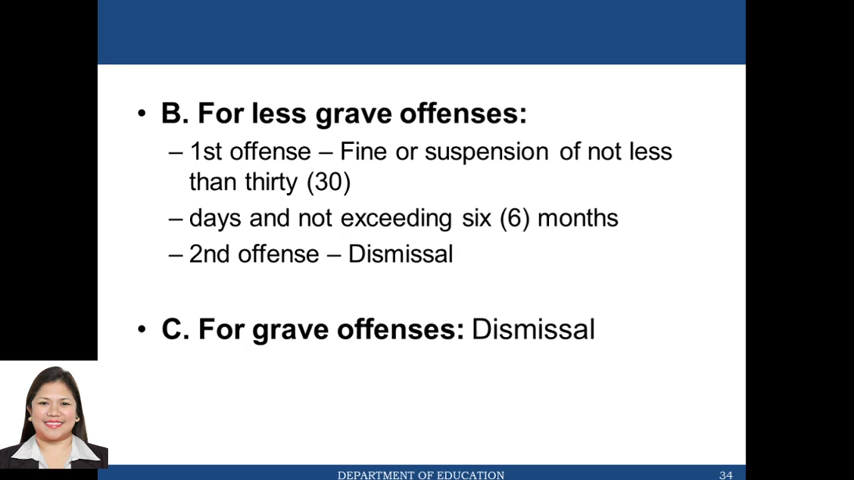 • B. For less grave offenses:
– 1st offense – Fine or suspension of not less
than thirty (30)
– days and not exceeding six (6) months
– 2nd offense – Dismissal
• C. For grave offenses: Dismissal
DEPARTMENT OF EDUCATION
34